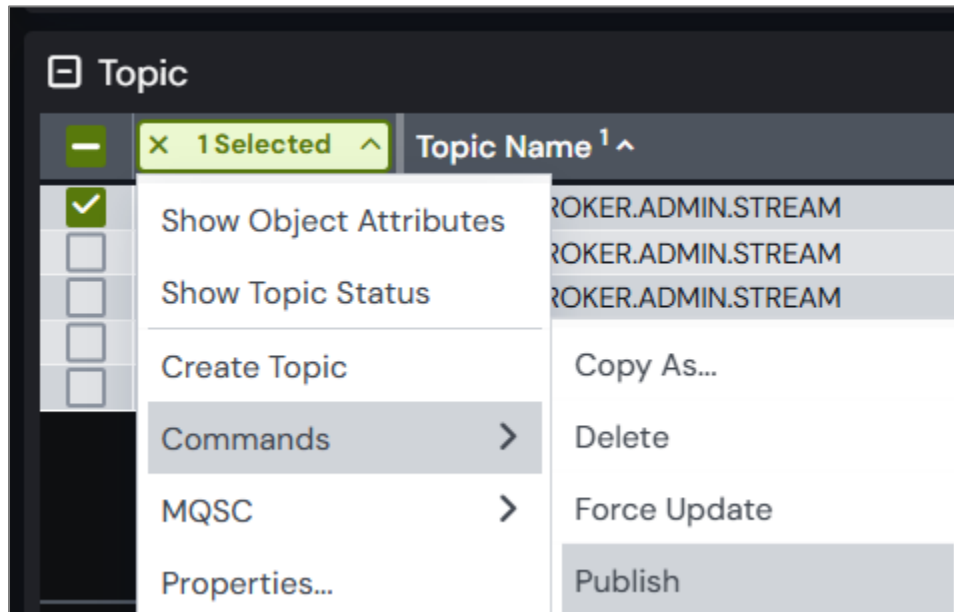 Topic
1 Selected Topic Name 1
Show Object Attributes
ROKER.ADMIN.STREAM
ROKER.ADMIN.STREAM
Show Topic Status
ROKER.ADMIN.STREAM
Create Topic
Copy As...
Commands
Delete
MQSC
Force Update
Properties...
Publish